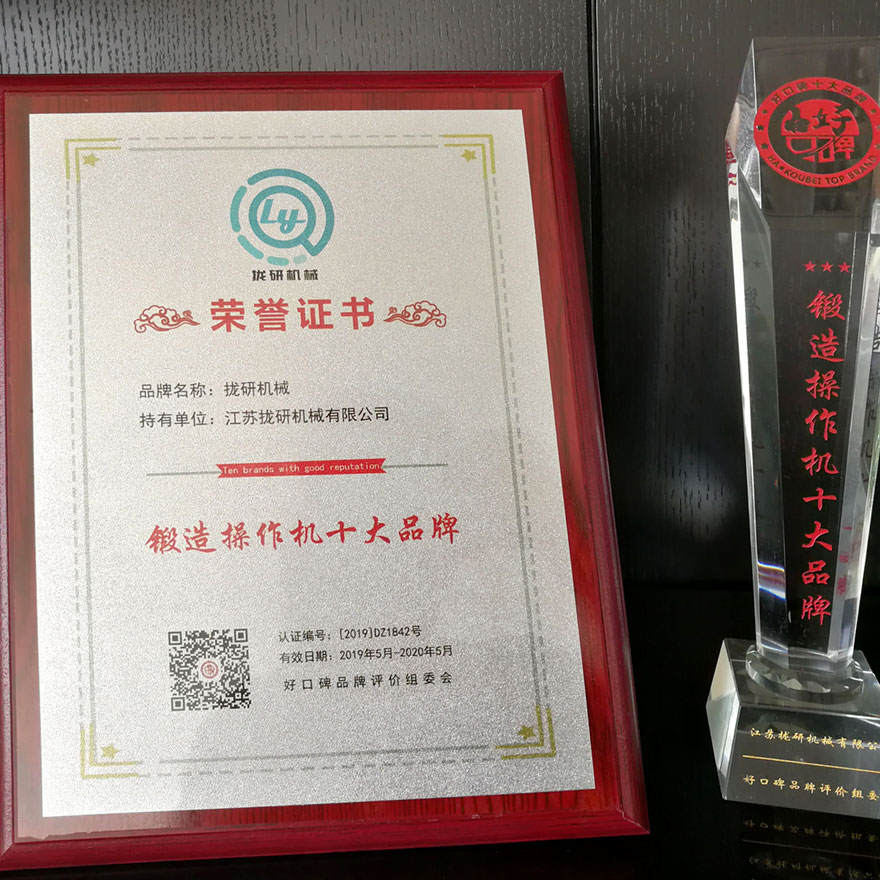 Ly
拢研机械
荣誉证书
品牌名称：拢研机械
持有单位：江苏拢研机械有限公司
Ten brands with good reputation
锻造操作机十大品牌
认证编号：[2019]DZ1842号
有效日期：2019年5月-2020年5月
好口碑品牌评价组委会
好口碑十大品牌
好口碑
HAOKOUBEI TOP BRAND
锻造操作机十大品牌
江苏拢研机械有限公
好口碑品牌评价组委